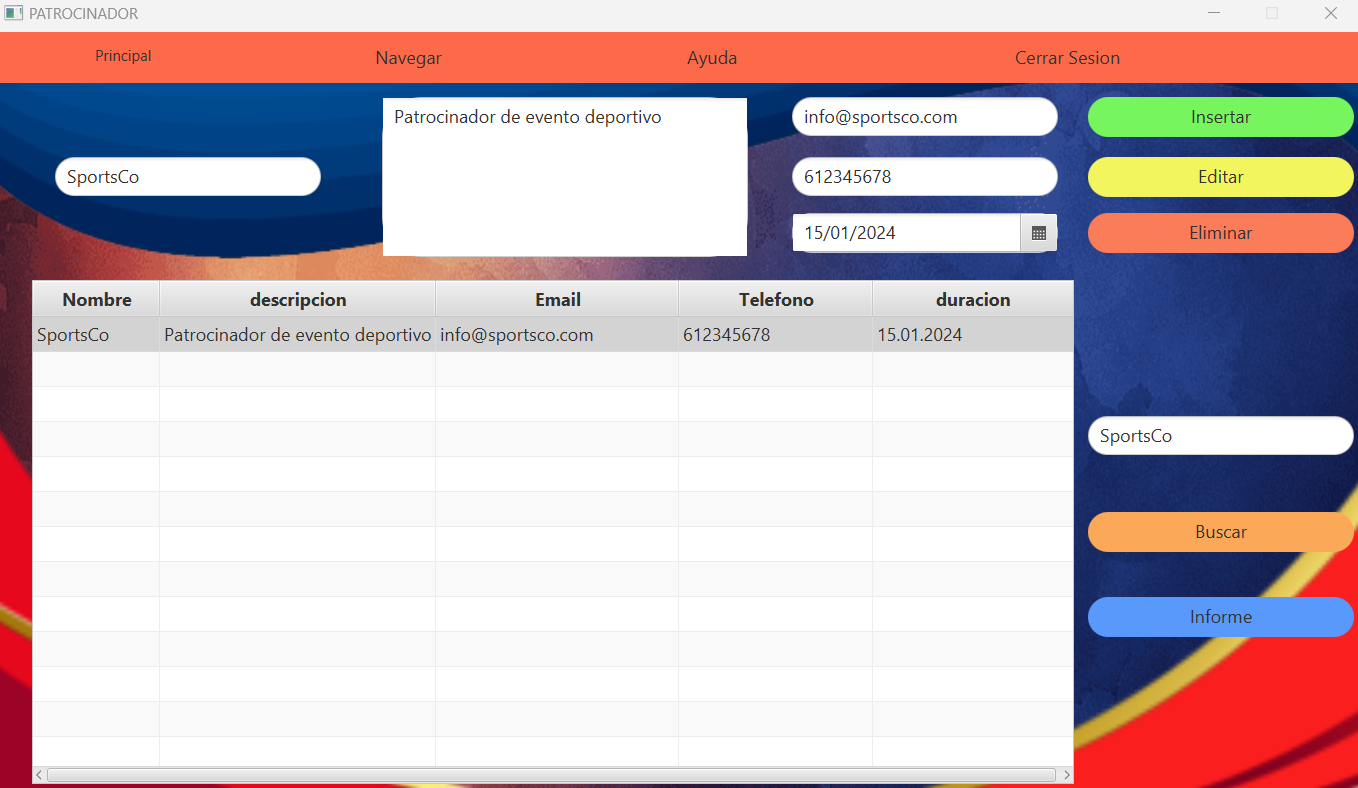 PATROCINADOR
Principal Navegar Ayuda Cerrar Sesion
SportsCo
Patrocinador de evento deportivo
info@sportsco.com
612345678
15/01/2024
Insertar
Editar
Eliminar
Nombre descripcion Email Telefono duracion
SportsCo Patrocinador de evento deportivo info@sportsco.com 612345678 15.01.2024
SportsCo
Buscar
Informe